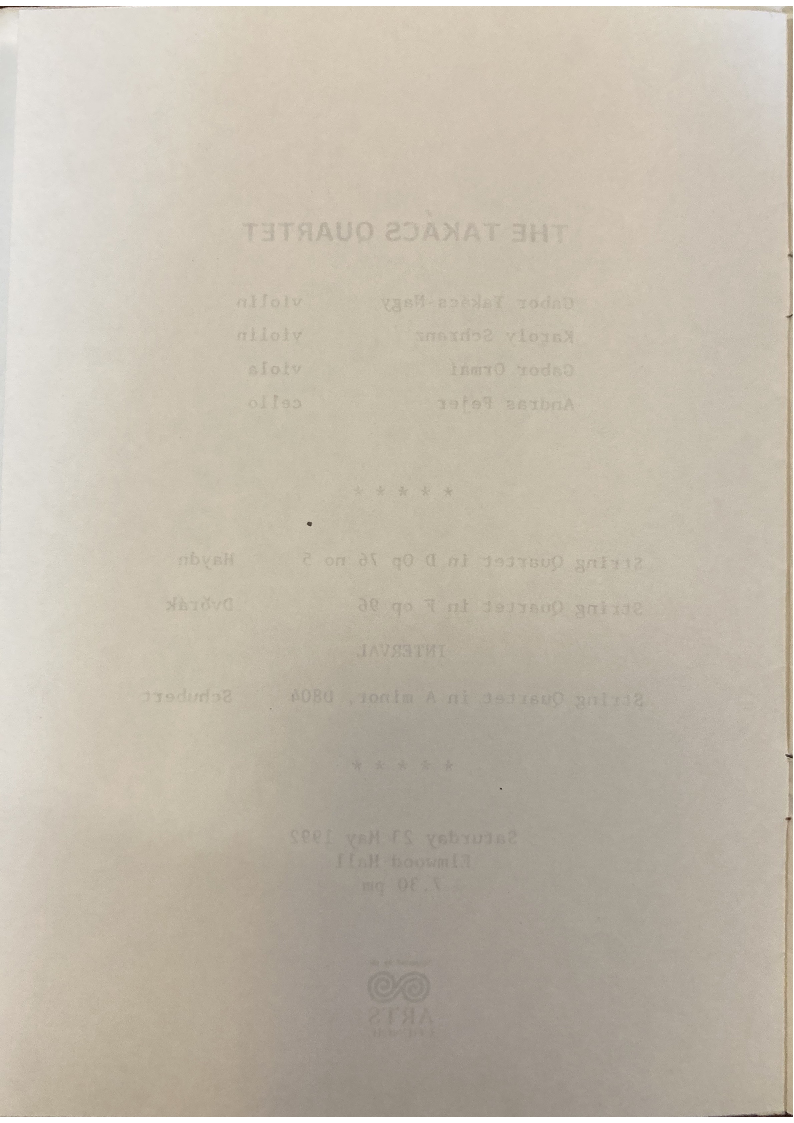 THE TAKÁCS QUARTET
Gabor Takács-Nagy violin
Karoly Schranz violin
Gabor Ormai viola
Andras Fejer cello
* * * * *
String Quartet in D Op 76 no 5 Haydn
String Quartet in F op 96 Dvořák
INTERVAL
String Quartet in A minor, D804 Schubert
* * * * *
Saturday May 1992
Elmwood Hall
7.30 pm
ARTS